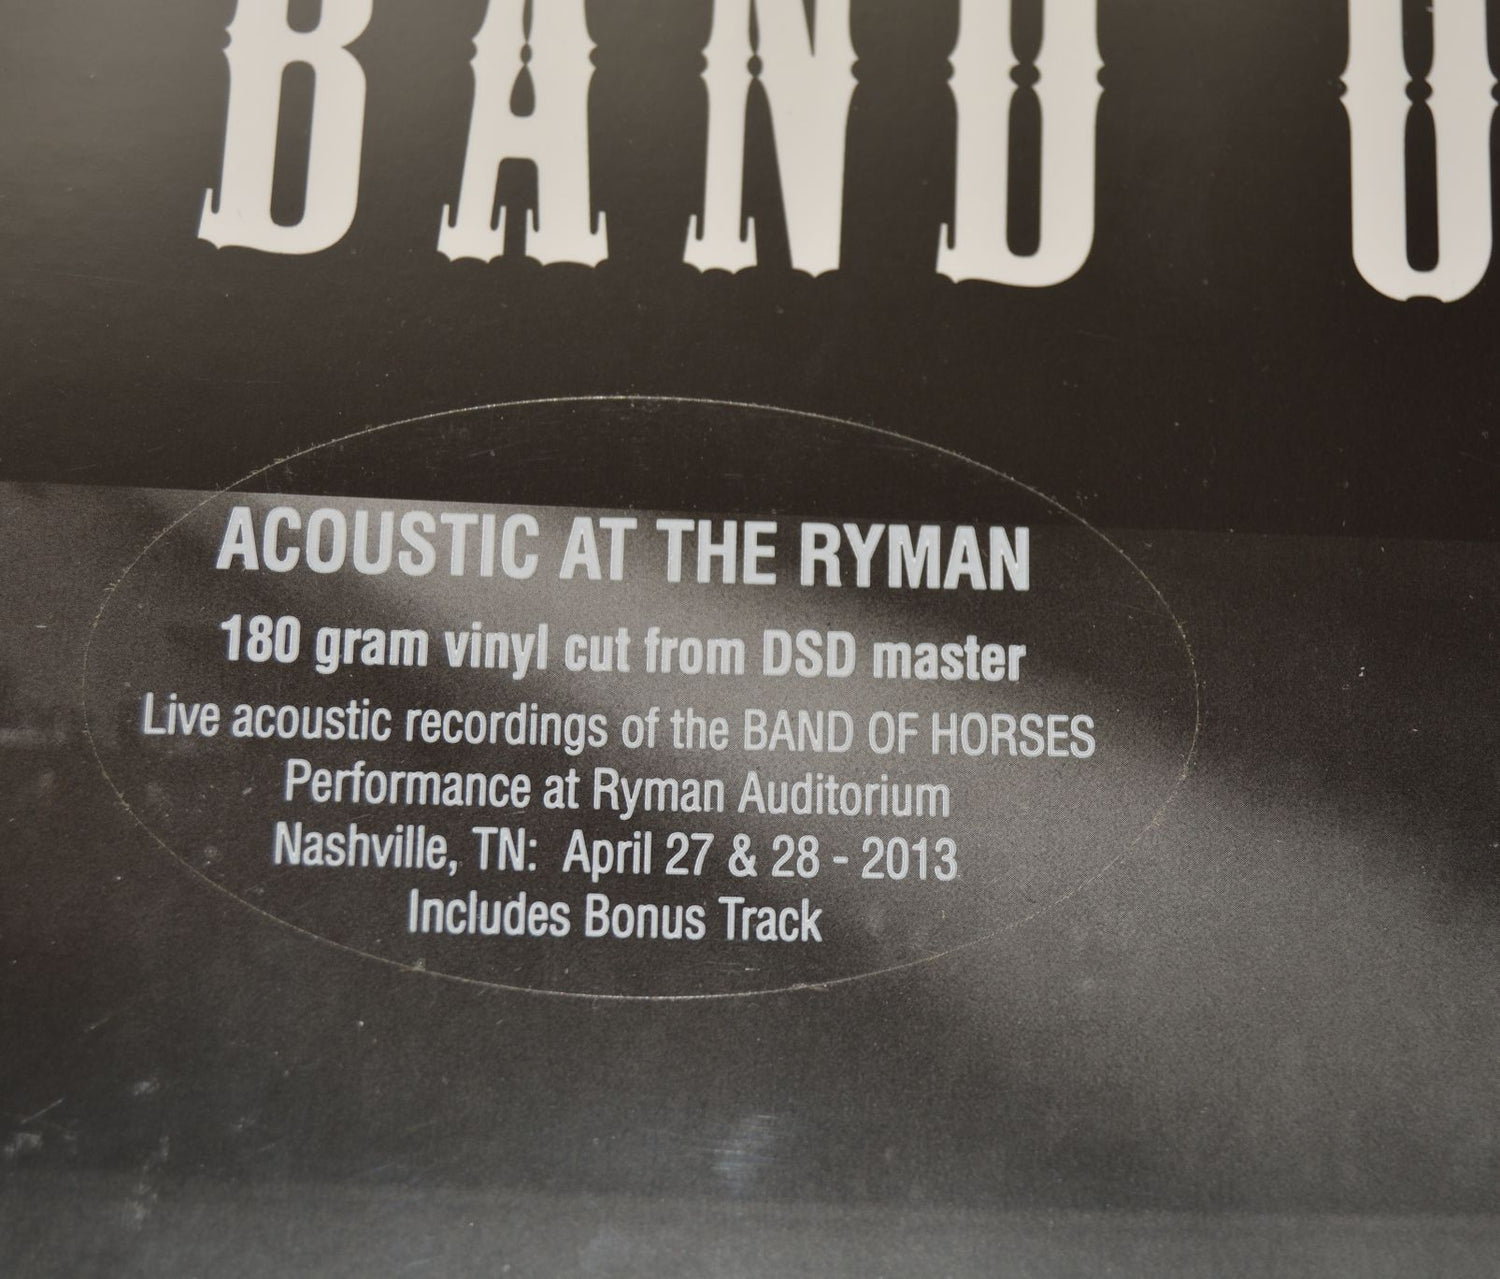 BAND O
ACOUSTIC AT THE RYMAN
180 gram vinyl cut from DSD master
Live acoustic recordings of the BAND OF HORSES
Performance at Ryman Auditorium
Nashville, TN: April 27 & 28 - 2013
Includes Bonus Track